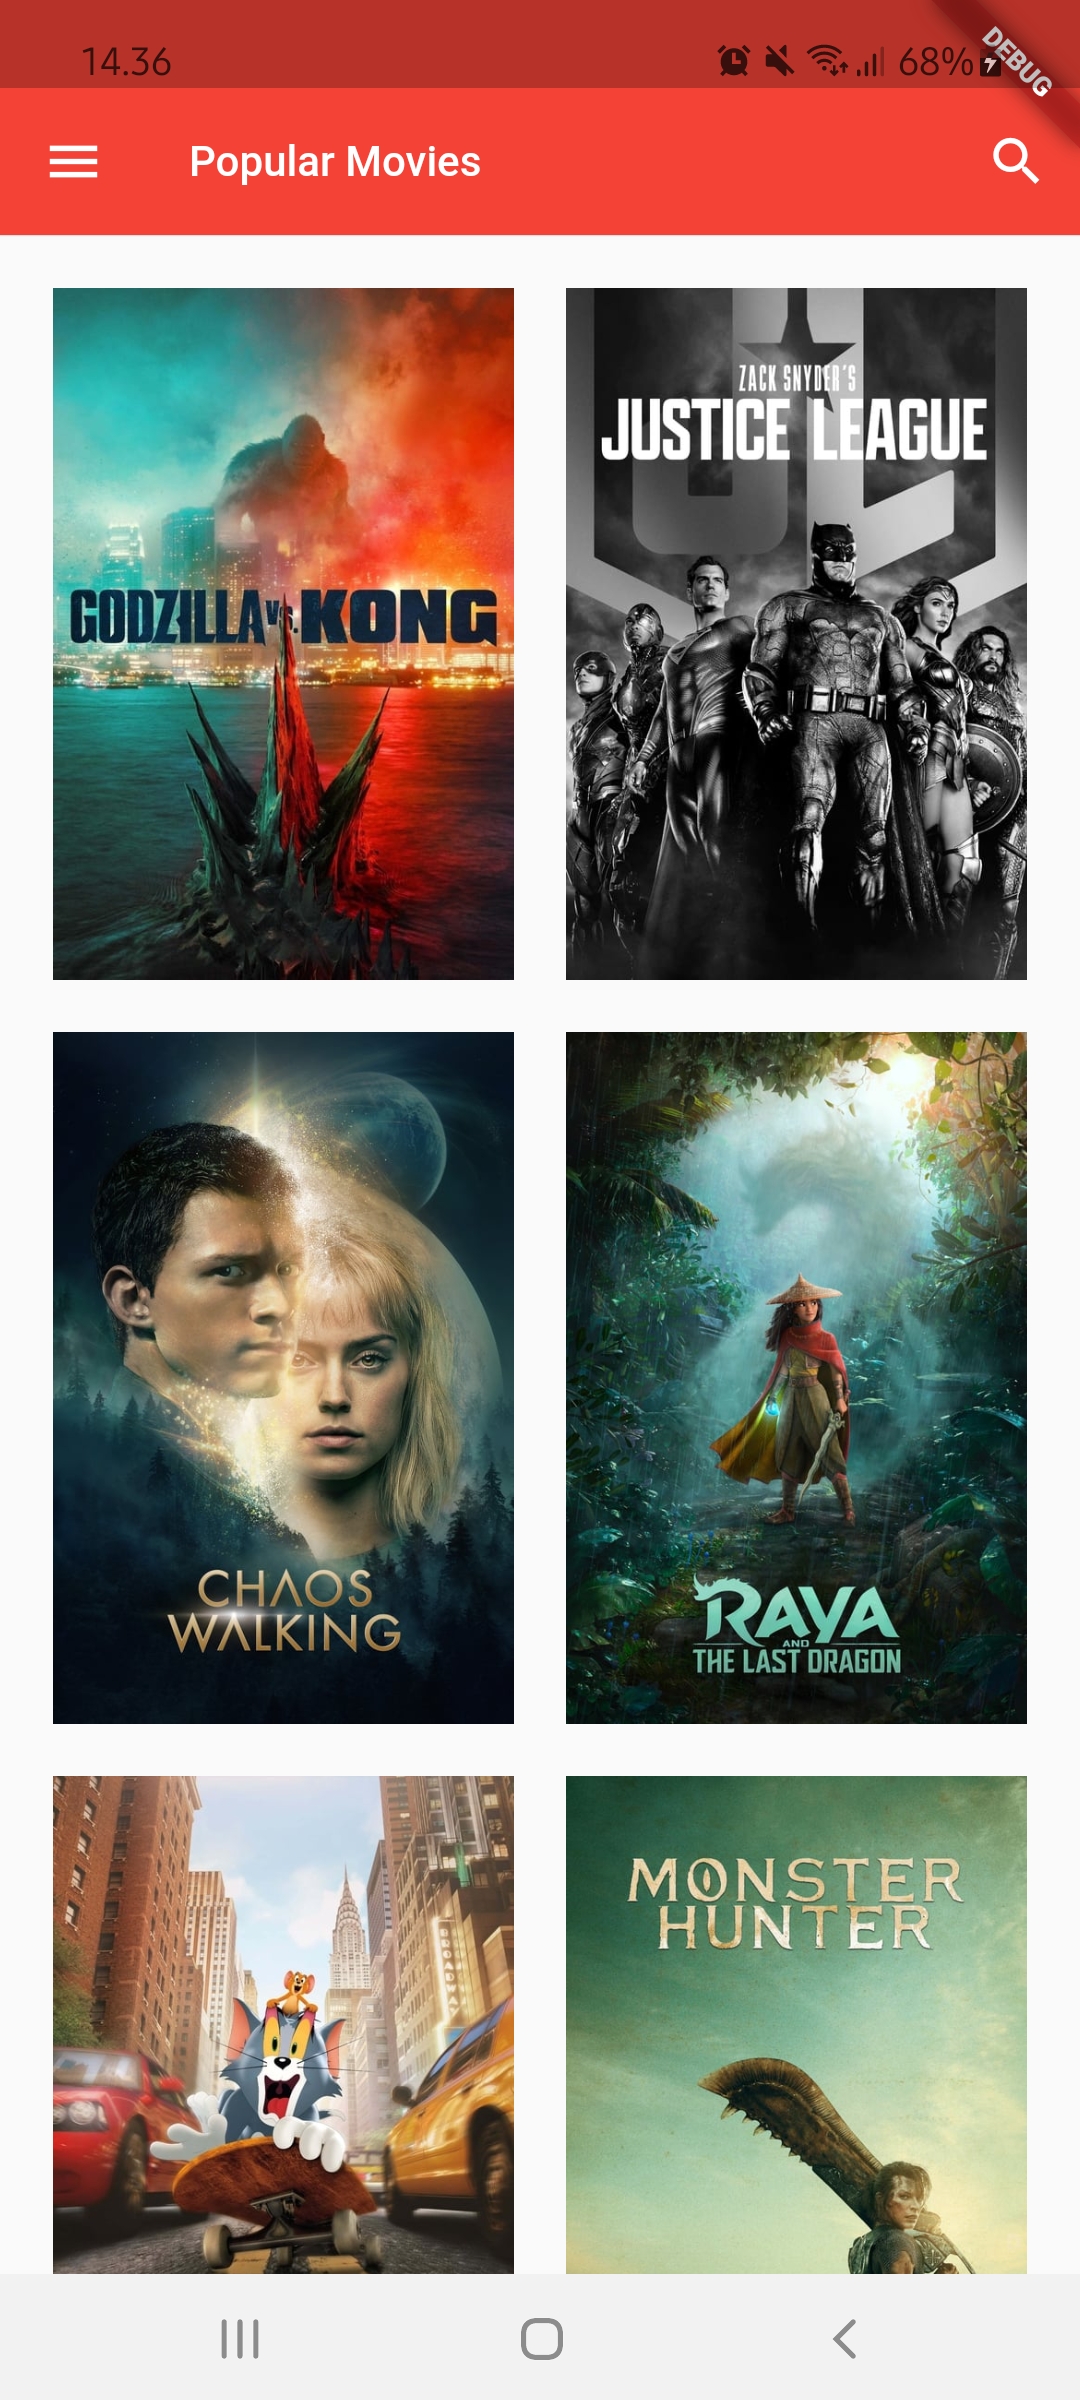 14.36
68%
DEBUG
Popular Movies
GODZILLA vs. KONG
ZACK SNYDER'S
JUSTICE LEAGUE
CHAOS
WALKING
RAYA
AND
THE LAST DRAGON
BROADWAY
MONSTER
HUNTER